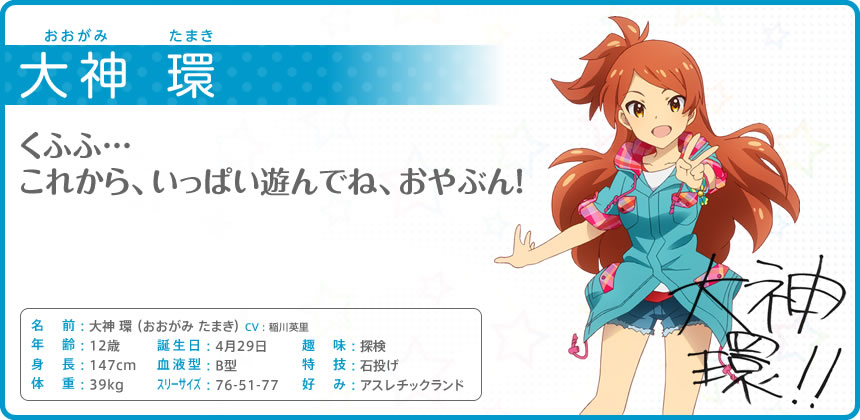 おおがみ たまき
大神 環
くふふ…
これから、いっぱい遊んでね、おやぶん!
名 前：大神 環 (おおがみ たまき) CV：稲川英里
年 齢：12歳 誕生日：4月29日 趣 味：探検
身 長：147cm 血液型：B型 特 技：石投げ
体 重：39kg スリーサイズ：76-51-77 好 み：アスレチックランド
大神
環!!